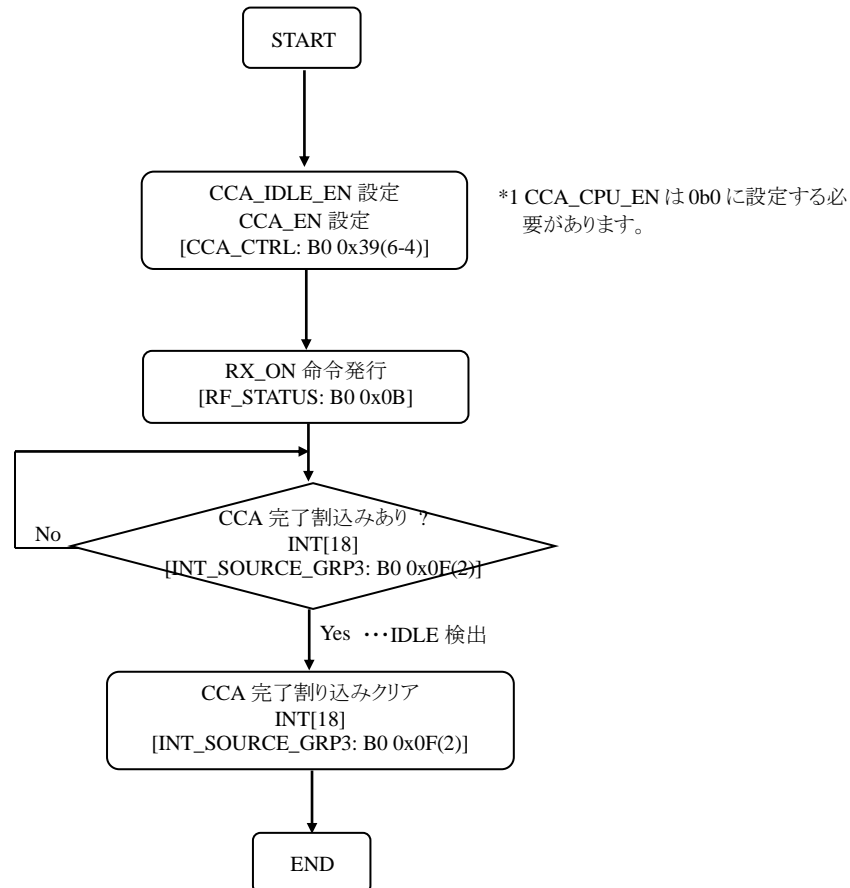 START
CCA_IDLE_EN 設定
CCA_EN 設定
[CCA_CTRL: B0 0x39(6-4)]
*1 CCA_CPU_EN は 0b0 に設定する必
要があります。
RX_ON 命令発行
[RF_STATUS: B0 0x0B]
CCA 完了割込みあり ?
INT[18]
[INT_SOURCE_GRP3: B0 0x0F(2)]
No
Yes ・・・IDLE 検出
CCA 完了割り込みクリア
INT[18]
[INT_SOURCE_GRP3: B0 0x0F(2)]
END